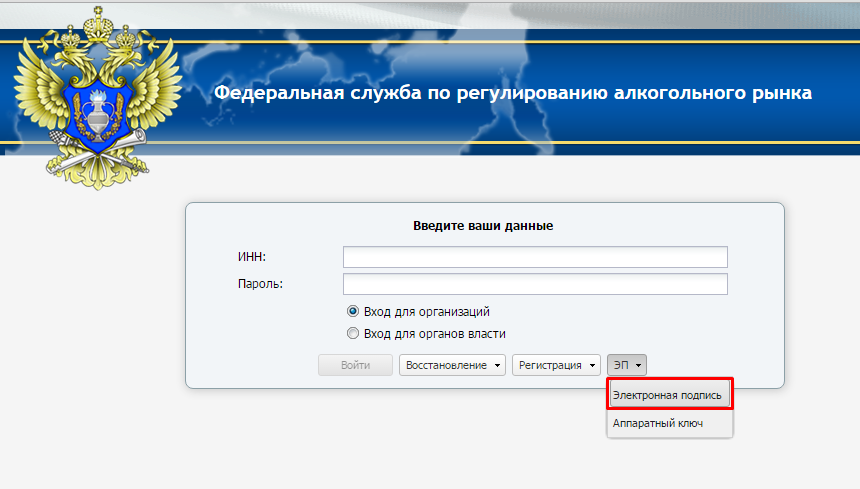 Федеральная служба по регулированию алкогольного рынка
Введите ваши данные
ИНН:
Пароль:
Вход для организаций
Вход для органов власти
Войти Восстановление Регистрация ЭП
Электронная подпись
Аппаратный ключ